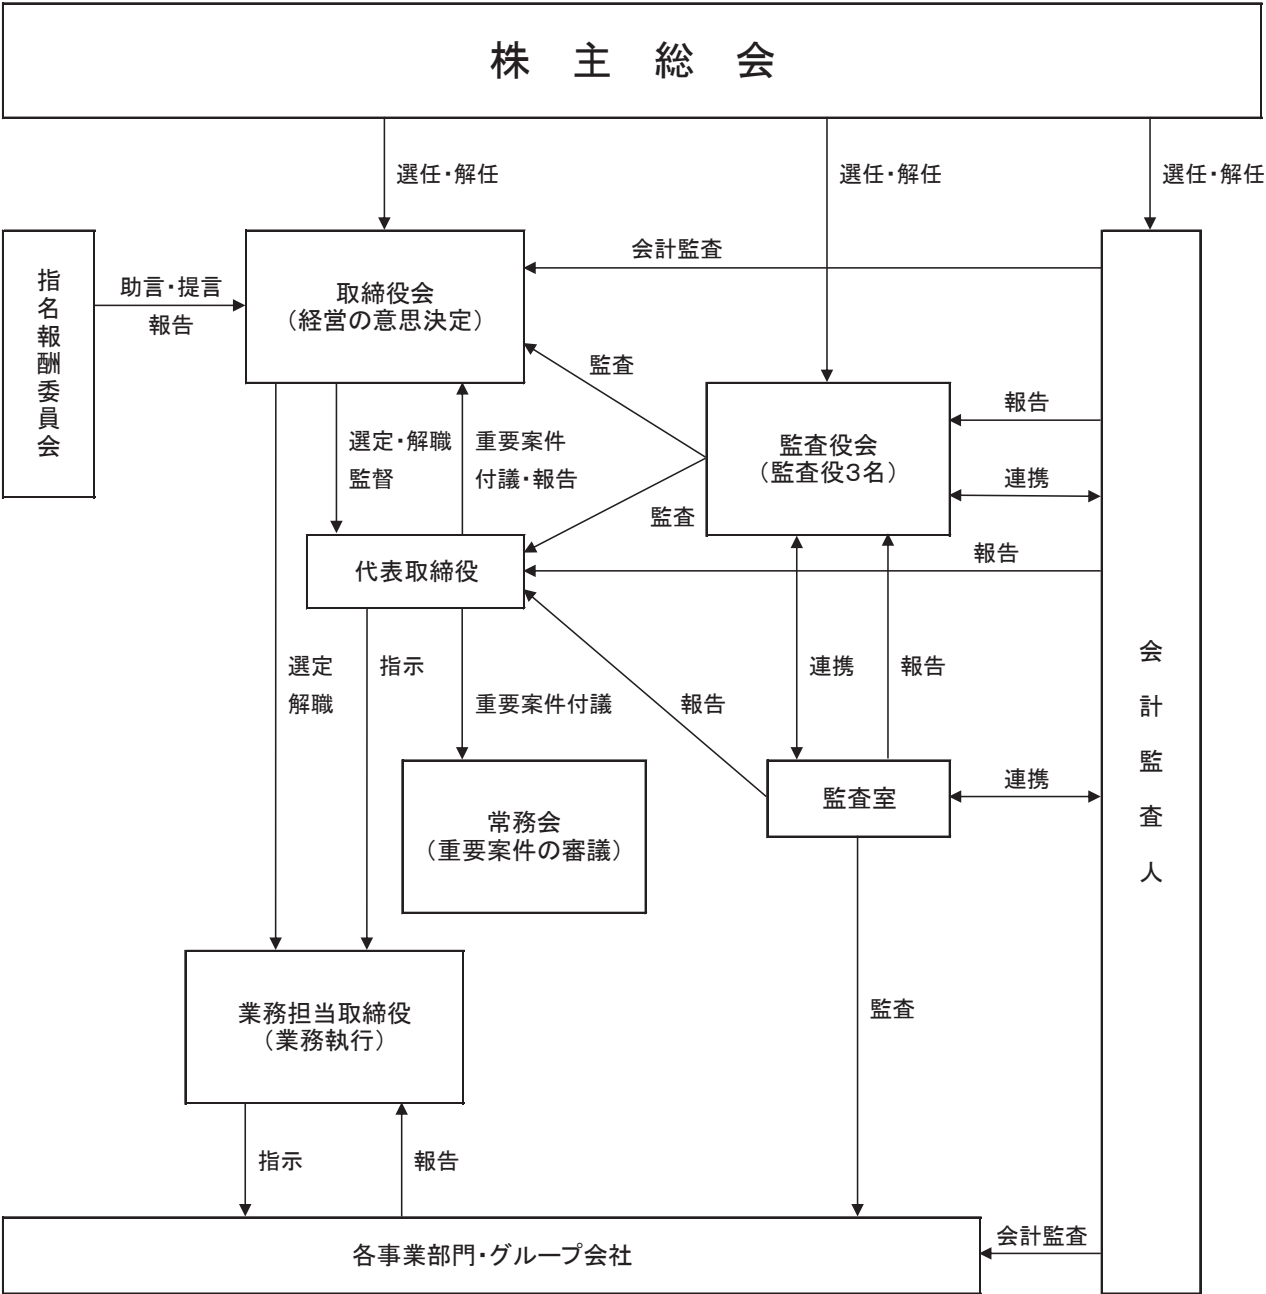 株 主 総 会
選任・解任
選任・解任
選任・解任
指名報酬委員会
助言・提言
報告
取締役会
（経営の意思決定）
会計監査
監査
監査役会
（監査役3名）
報告
連携
選定・解職
監督
重要案件
付議・報告
監査
報告
代表取締役
選定
解職
指示
重要案件付議
報告
連携
報告
会計監査人
常務会
（重要案件の審議）
監査室
連携
業務担当取締役
（業務執行）
監査
指示
報告
各事業部門・グループ会社
会計監査